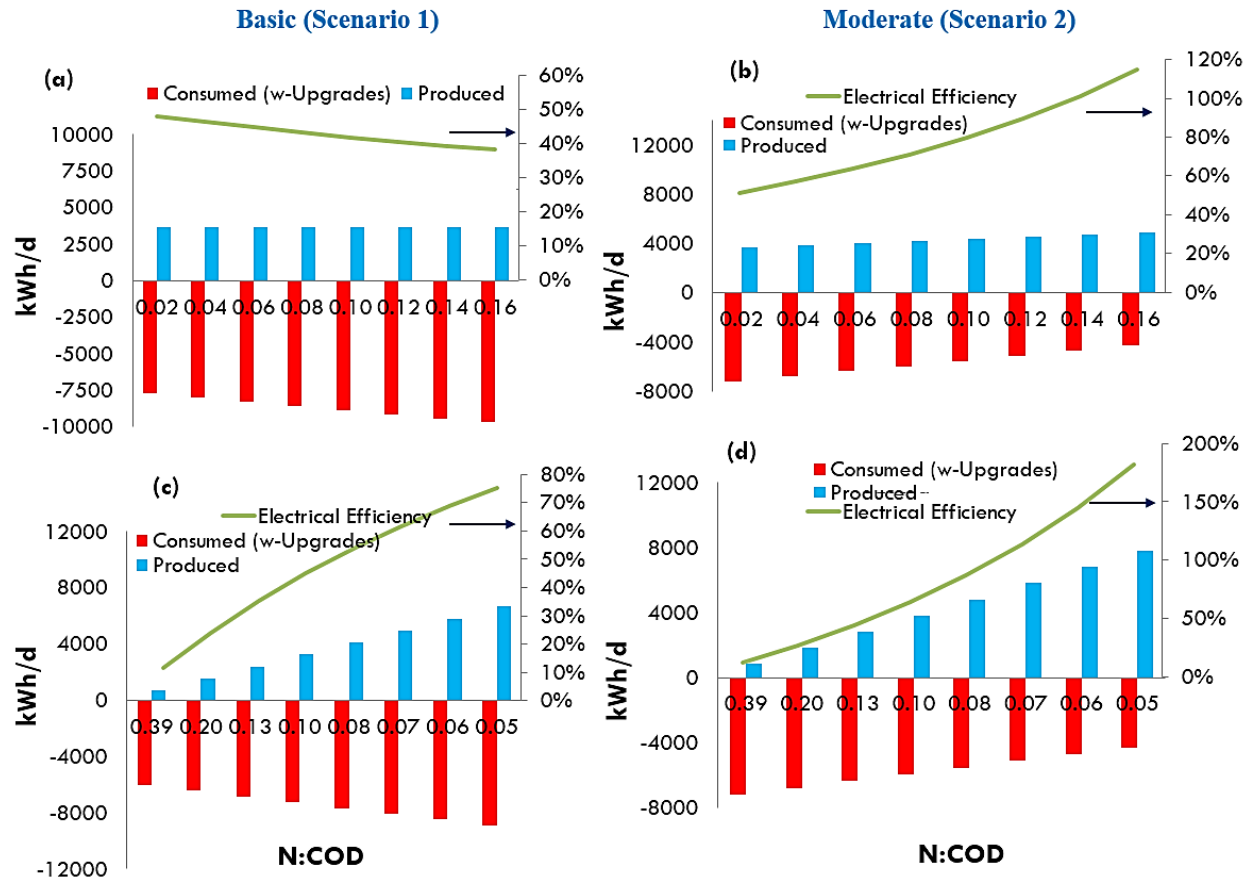 Basic (Scenario 1)
Moderate (Scenario 2)
(a)
Consumed (w-Upgrades) Produced
60%
50%
40%
30%
20%
10%
0%
10000
7500
5000
2500
0
-2500
-5000
-7500
-10000
kWh/d
0.02 0.04 0.06 0.08 0.10 0.12 0.14 0.16
(b)
Electrical Efficiency
Consumed (w-Upgrades)
Produced
120%
100%
80%
60%
40%
20%
0%
12000
8000
4000
0
-4000
-8000
kWh/d
0.02 0.04 0.06 0.08 0.10 0.12 0.14 0.16
(c)
Electrical Efficiency
Consumed (w-Upgrades)
Produced
80%
70%
60%
50%
40%
30%
20%
10%
0%
12000
8000
4000
0
-4000
-8000
-12000
kWh/d
0.39 0.20 0.13 0.10 0.08 0.07 0.06 0.05
N:COD
(d)
Consumed (w-Upgrades)
Produced
Electrical Efficiency
200%
150%
100%
50%
0%
12000
8000
4000
0
-4000
-8000
kWh/d
0.39 0.20 0.13 0.10 0.08 0.07 0.06 0.05
N:COD